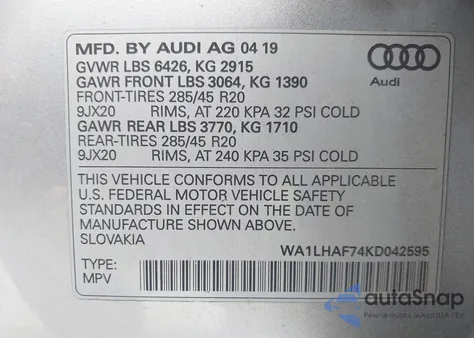 MFD. BY AUDI AG 04 19
GVWR LBS 6426, KG 2915
GAWR FRONT LBS 3064, KG 1390
FRONT-TIRES 285/45 R20
9JX20 RIMS, AT 220 KPA 32 PSI COLD
GAWR REAR LBS 3770, KG 1710
REAR-TIRES 285/45 R20
9JX20 RIMS, AT 240 KPA 35 PSI COLD
Audi
THIS VEHICLE CONFORMS TO ALL APPLICABLE
U.S. FEDERAL MOTOR VEHICLE SAFETY
STANDARDS IN EFFECT ON THE DATE OF
MANUFACTURE SHOWN ABOVE.
SLOVAKIA
WA1LHAF74KD042595
TYPE:
MPV
autoSnap